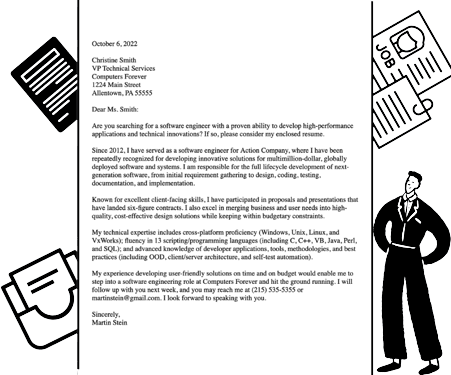 October 6, 2022
Christine Smith
VP Technical Services
Computers Forever
1224 Main Street
Allentown, PA 55555
Dear Ms. Smith:
Are you searching for a software engineer with a proven ability to develop high-performance
applications and technical innovations? If so, please consider my enclosed resume.
Since 2012, I have served as a software engineer for Action Company, where I have been
repeatedly recognized for developing innovative solutions for multimillion-dollar, globally
deployed software and systems. I am responsible for the full lifecycle development of next-
generation software, from initial requirement gathering to design, coding, testing,
documentation, and implementation.
Known for excellent client-facing skills, I have participated in proposals and presentations that
have landed six-figure contracts. I also excel in merging business and user needs into high-
quality, cost-effective design solutions while keeping within budgetary constraints.
My technical expertise includes cross-platform proficiency (Windows, Unix, Linux, and
VxWorks); fluency in 13 scripting/programming languages (including C, C++, VB, Java, Perl,
and SQL); and advanced knowledge of developer applications, tools, methodologies, and best
practices (including OOD, client/server architecture, and self-test automation).
My experience developing user-friendly solutions on time and on budget would enable me to
step into a software engineering role at Computers Forever and hit the ground running. I will
follow up with you next week, and you may reach me at (215) 535-5355 or
martinstein@gmail.com. I look forward to speaking with you.
Sincerely,
Martin Stein
JOB